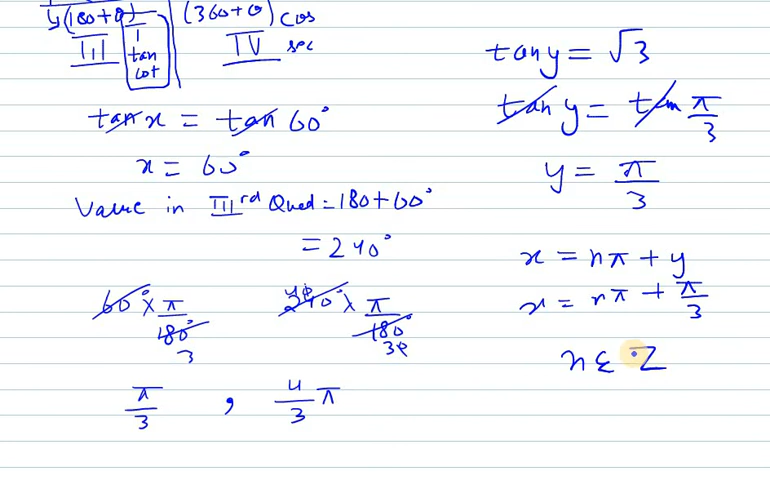 y(180+θ) | (360+θ) cos
III | T tan cot | IV sec
tan x = tan 60°
x = 60°
Value in III rd Quad = 180+60°
= 240°
60° × π/180° 3
240° × π/180°
π/3 , 4/3 π
tan y = √3
tan y = tan π/3
y = π/3
x = nπ + y
x = nπ + π/3
n ε Z